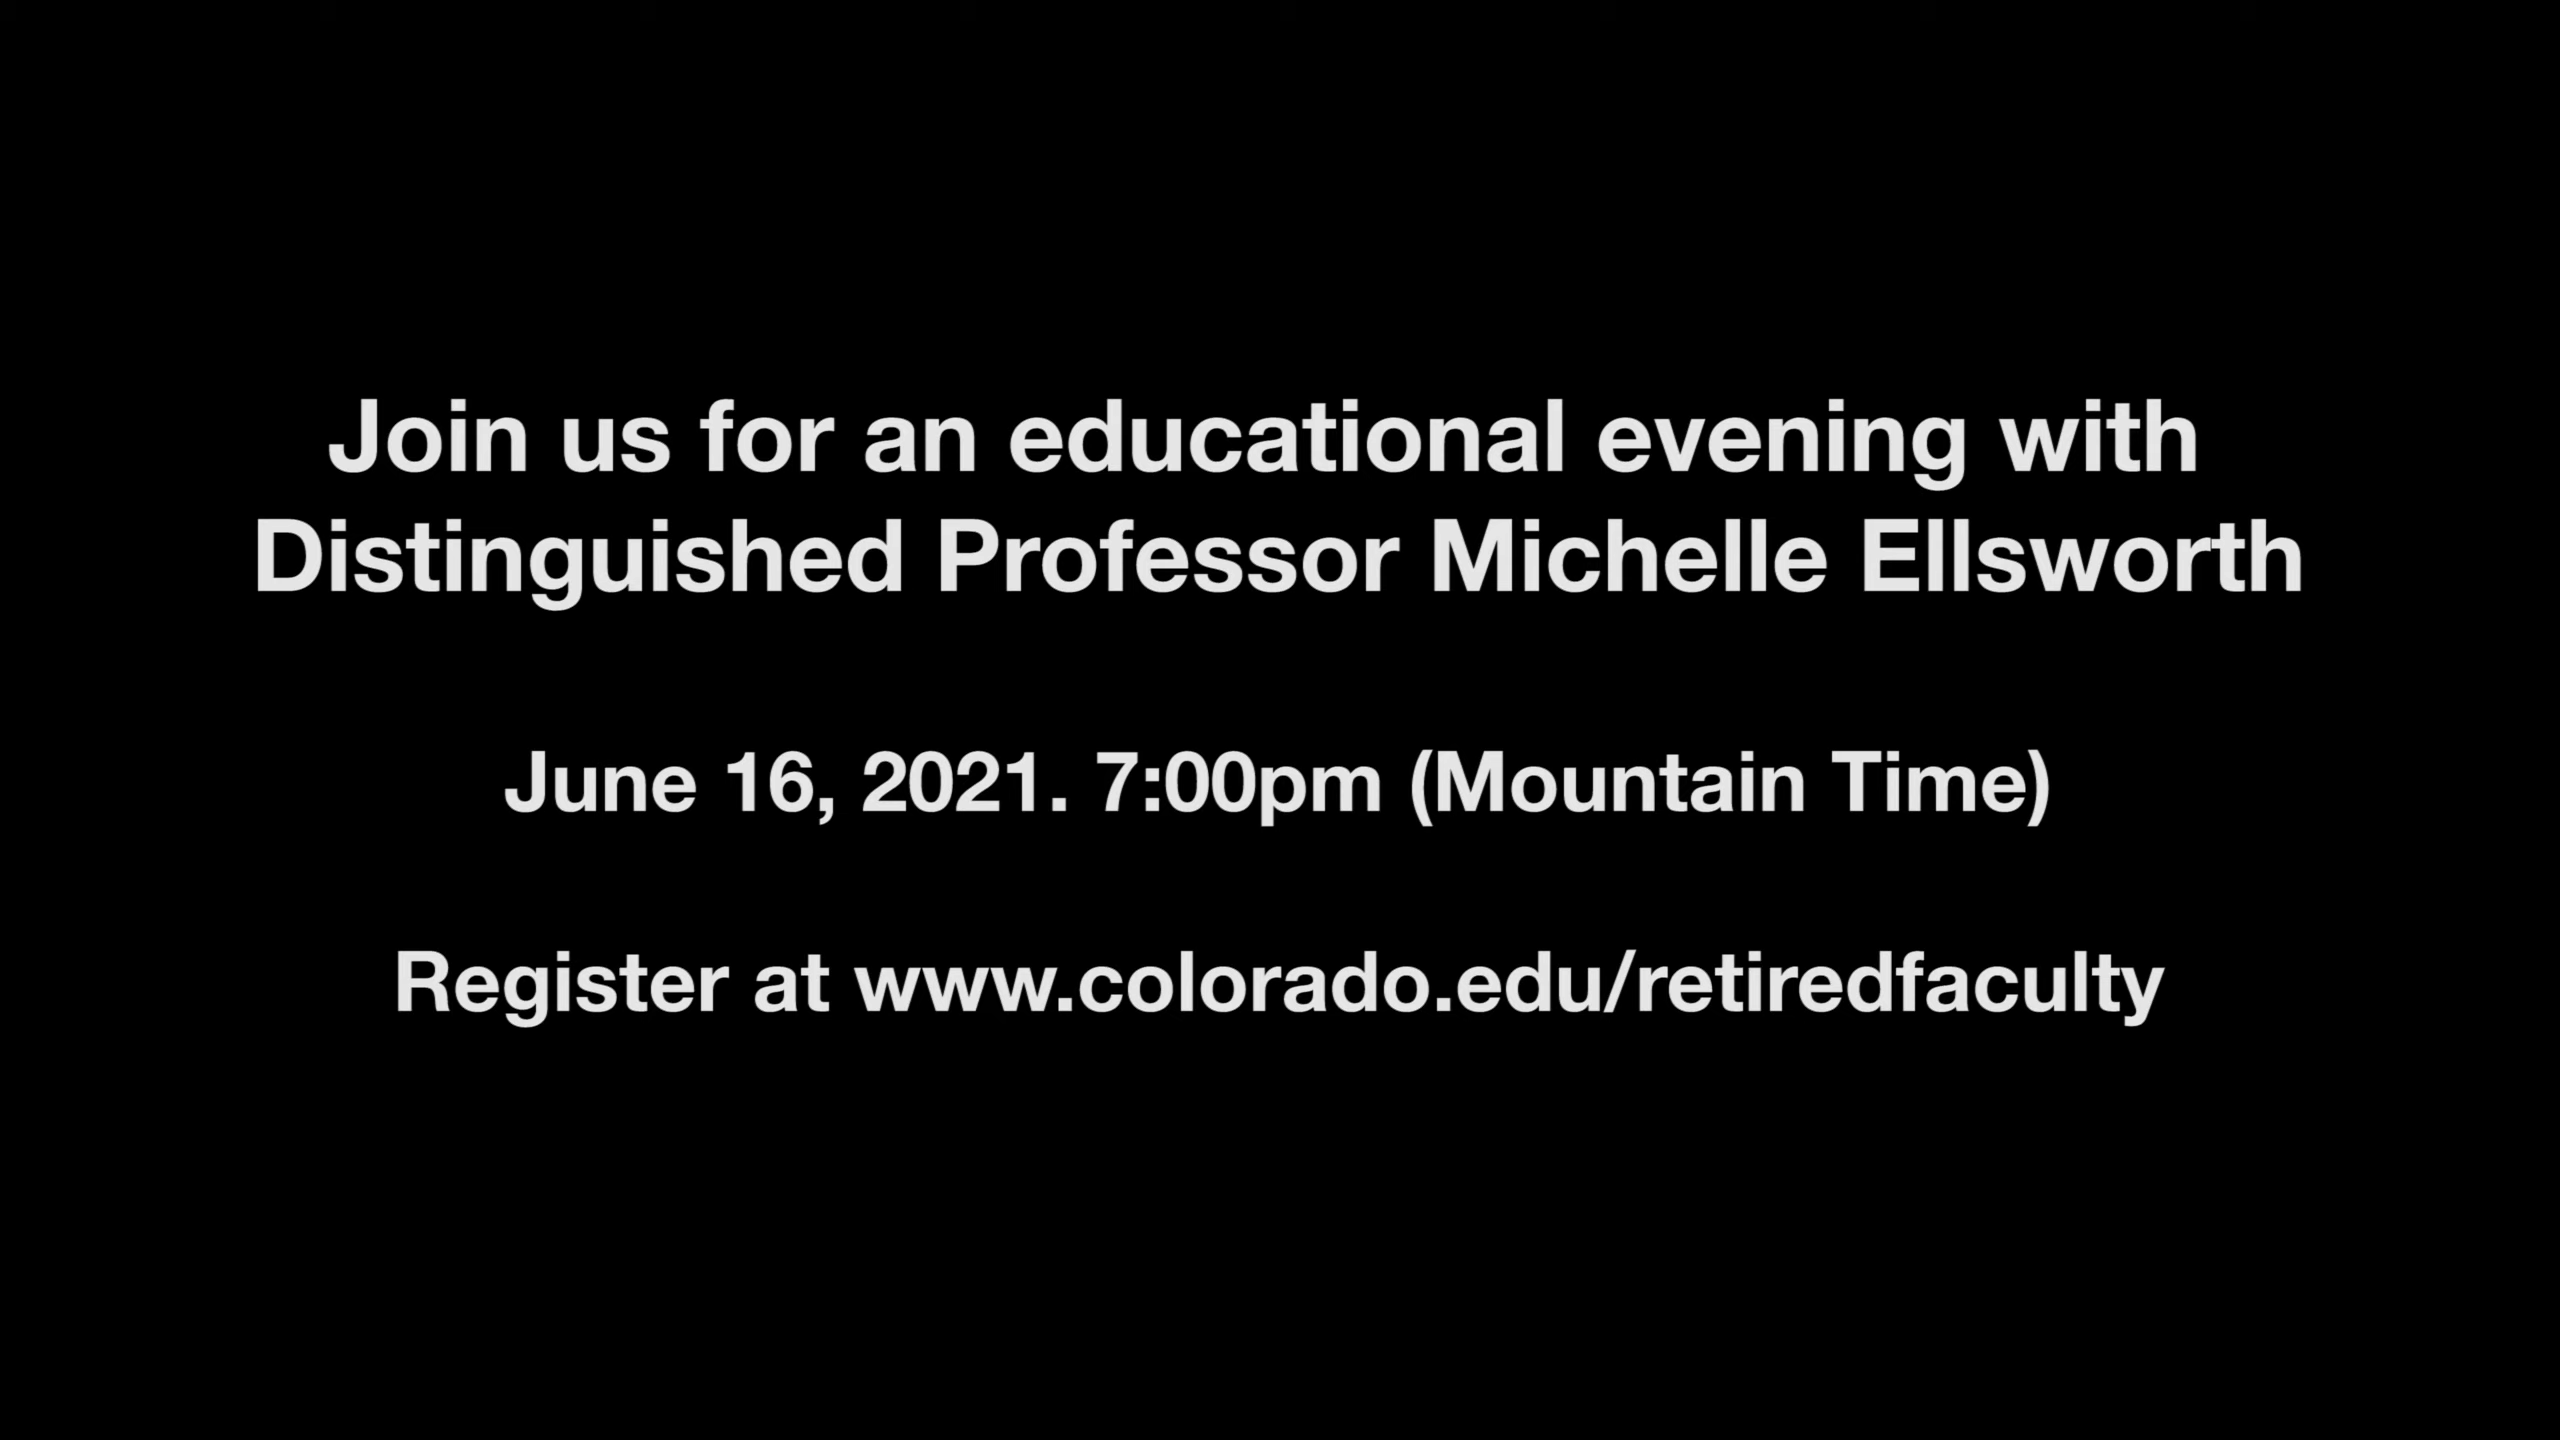 Join us for an educational evening with
Distinguished Professor Michelle Ellsworth
June 16, 2021. 7:00pm (Mountain Time)
Register at www.colorado.edu/retiredfaculty